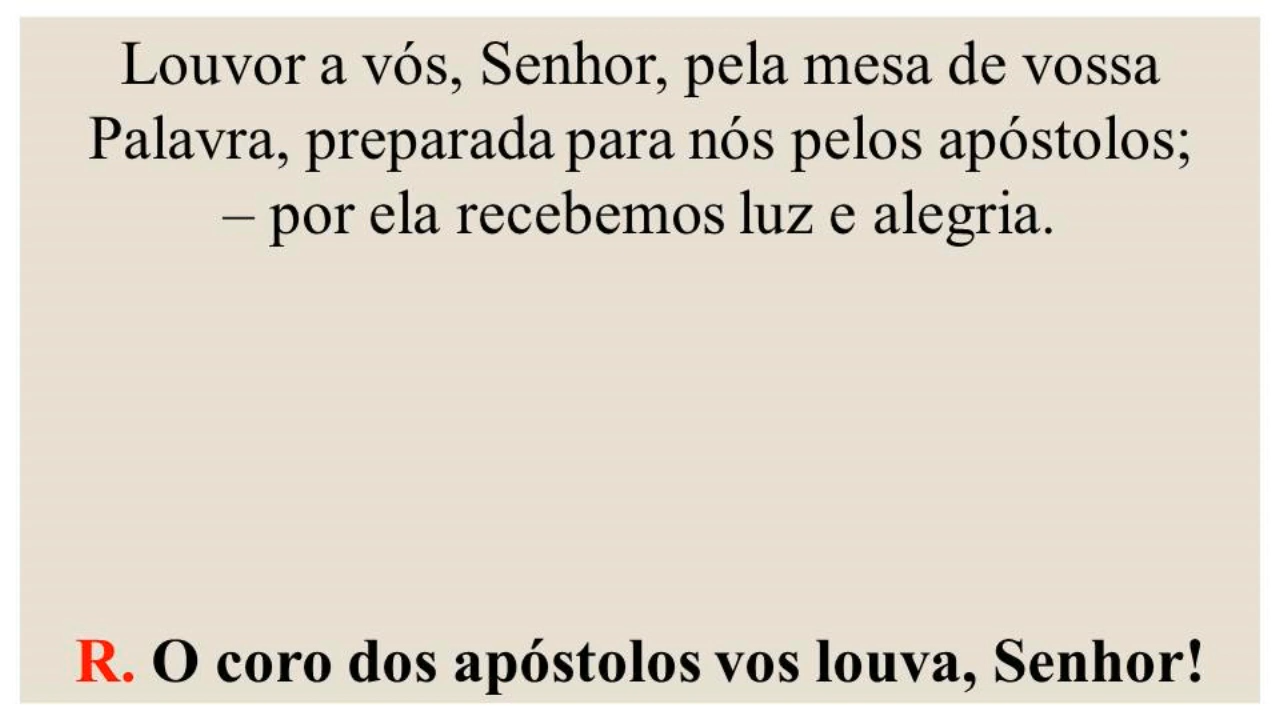 Louvor a vós, Senhor, pela mesa de vossa
Palavra, preparada para nós pelos apóstolos;
– por ela recebemos luz e alegria.
R. O coro dos apóstolos vos louva, Senhor!